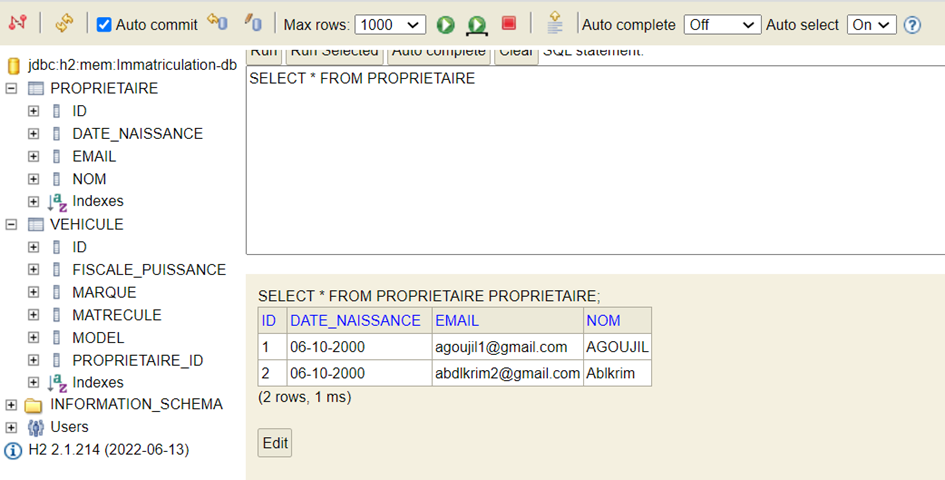 Auto commit Max rows: 1000 Auto complete Off Auto select On ?
jdbc:h2:mem:Immatriculation-db
PROPRIETAIRE
ID
DATE_NAISSANCE
EMAIL
NOM
Indexes
VEHICULE
ID
FISCALE_PUISSANCE
MARQUE
MATRECULE
MODEL
PROPRIETAIRE_ID
Indexes
INFORMATION_SCHEMA
Users
H2 2.1.214 (2022-06-13)
Run Run Selected Auto complete Clear SQL statement:
SELECT * FROM PROPRIETAIRE
SELECT * FROM PROPRIETAIRE PROPRIETAIRE;
ID DATE_NAISSANCE EMAIL NOM
1 06-10-2000 agoujil1@gmail.com AGOUJIL
2 06-10-2000 abdlkrim2@gmail.com Ablkrim
(2 rows, 1 ms)
Edit